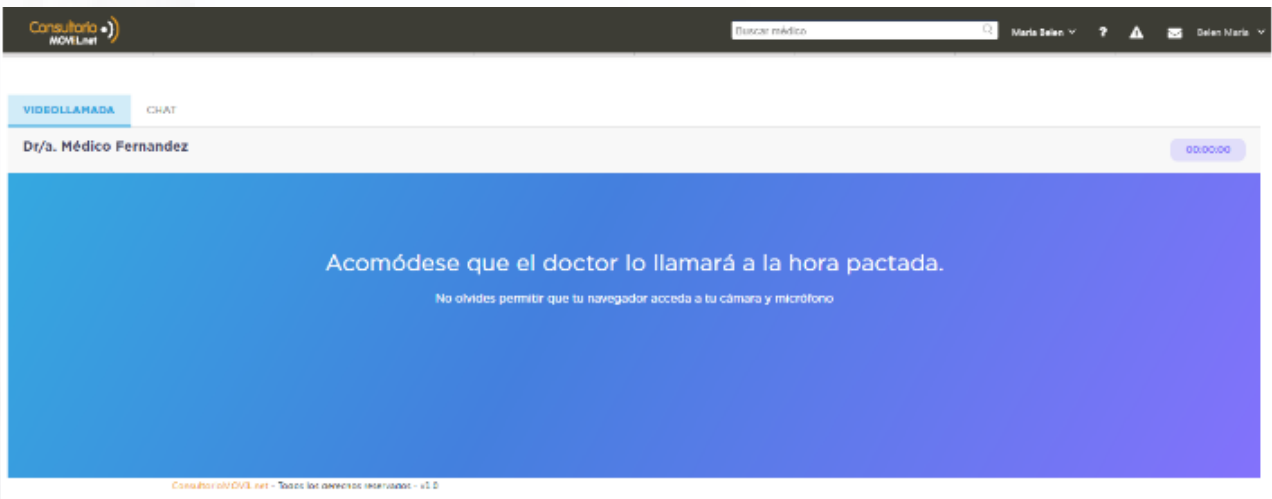 Consultorio
MOVIL.net
Buscar médico
Maria Belen
?
Belen Maria
VIDEOLLAMADA
CHAT
Dr/a. Médico Fernandez
00:00:00
Acomódese que el doctor lo llamará a la hora pactada.
No olvides permitir que tu navegador acceda a tu cámara y micrófono
ConsultorioMOVIL.net - Todos los derechos reservados - v1.0